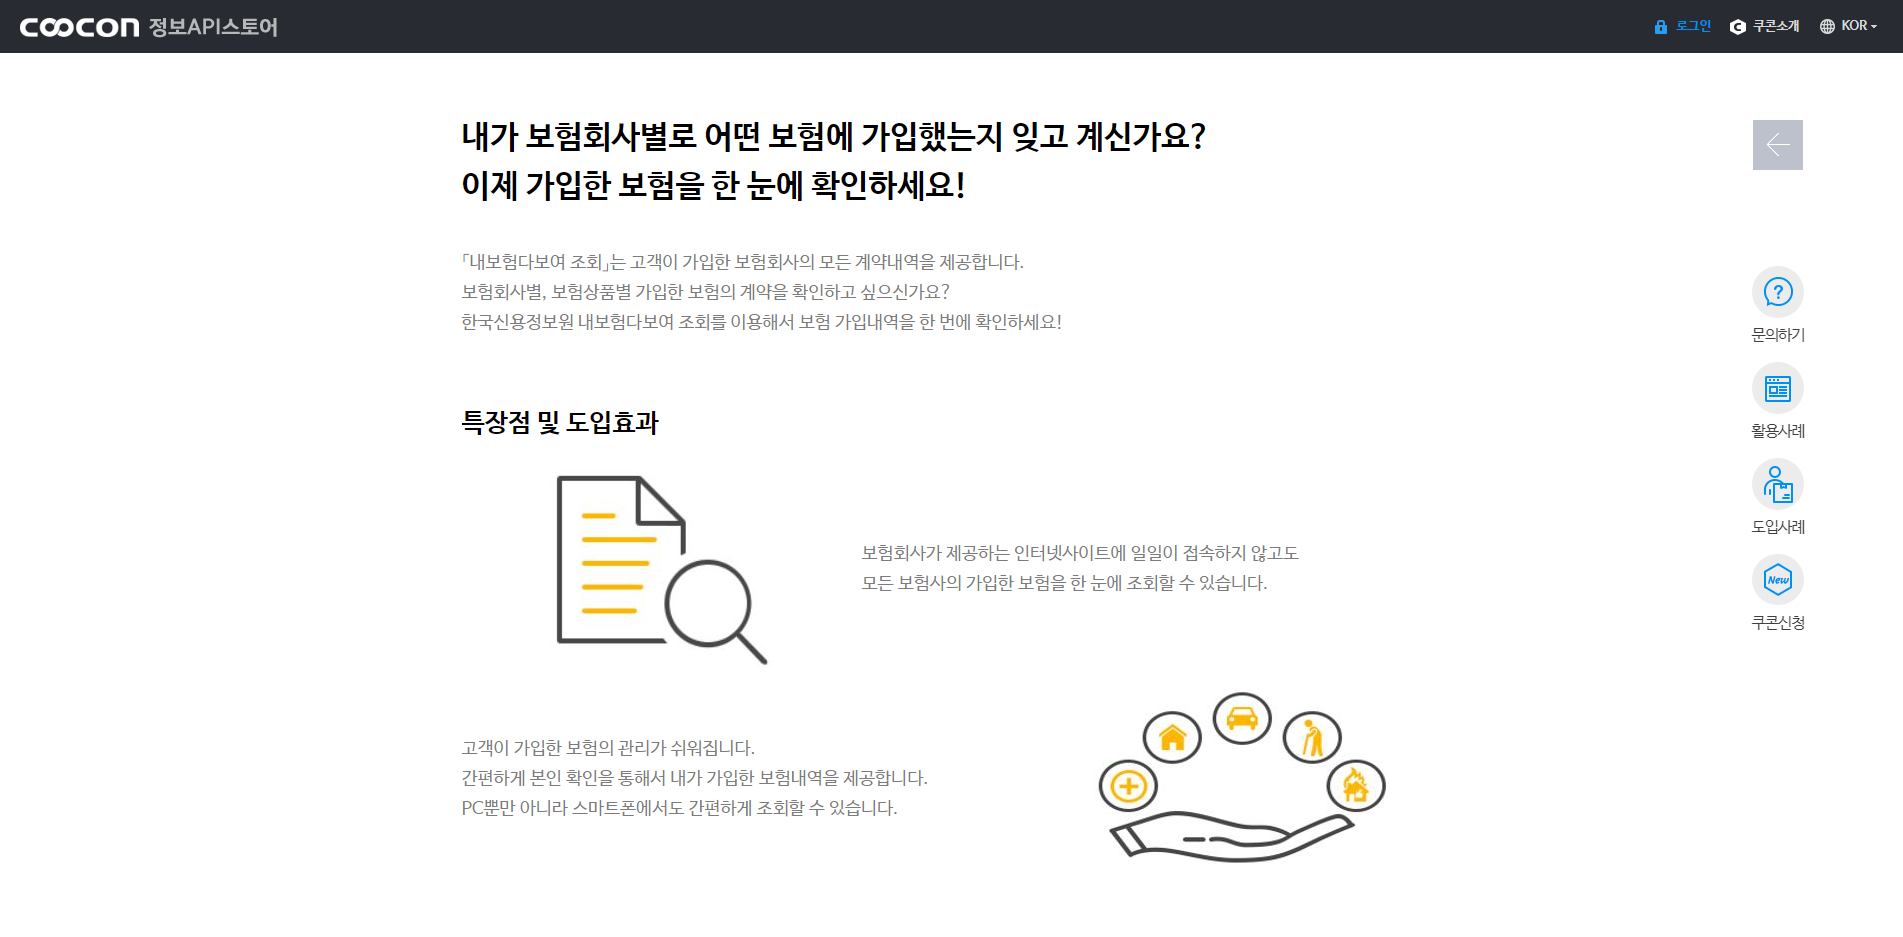 coocon 정보API스토어
로그인
쿠콘소개
KOR
내가 보험회사별로 어떤 보험에 가입했는지 잊고 계신가요?
이제 가입한 보험을 한 눈에 확인하세요!
「내보험다보여 조회」는 고객이 가입한 보험회사의 모든 계약내역을 제공합니다.
보험회사별, 보험상품별 가입한 보험의 계약을 확인하고 싶으신가요?
한국신용정보원 내보험다보여 조회를 이용해서 보험 가입내역을 한 번에 확인하세요!
특장점 및 도입효과
보험회사가 제공하는 인터넷사이트에 일일이 접속하지 않고도
모든 보험사의 가입한 보험을 한 눈에 조회할 수 있습니다.
고객이 가입한 보험의 관리가 쉬워집니다.
간편하게 본인 확인을 통해서 내가 가입한 보험내역을 제공합니다.
PC뿐만 아니라 스마트폰에서도 간편하게 조회할 수 있습니다.
문의하기
활용사례
도입사례
New
쿠콘신청